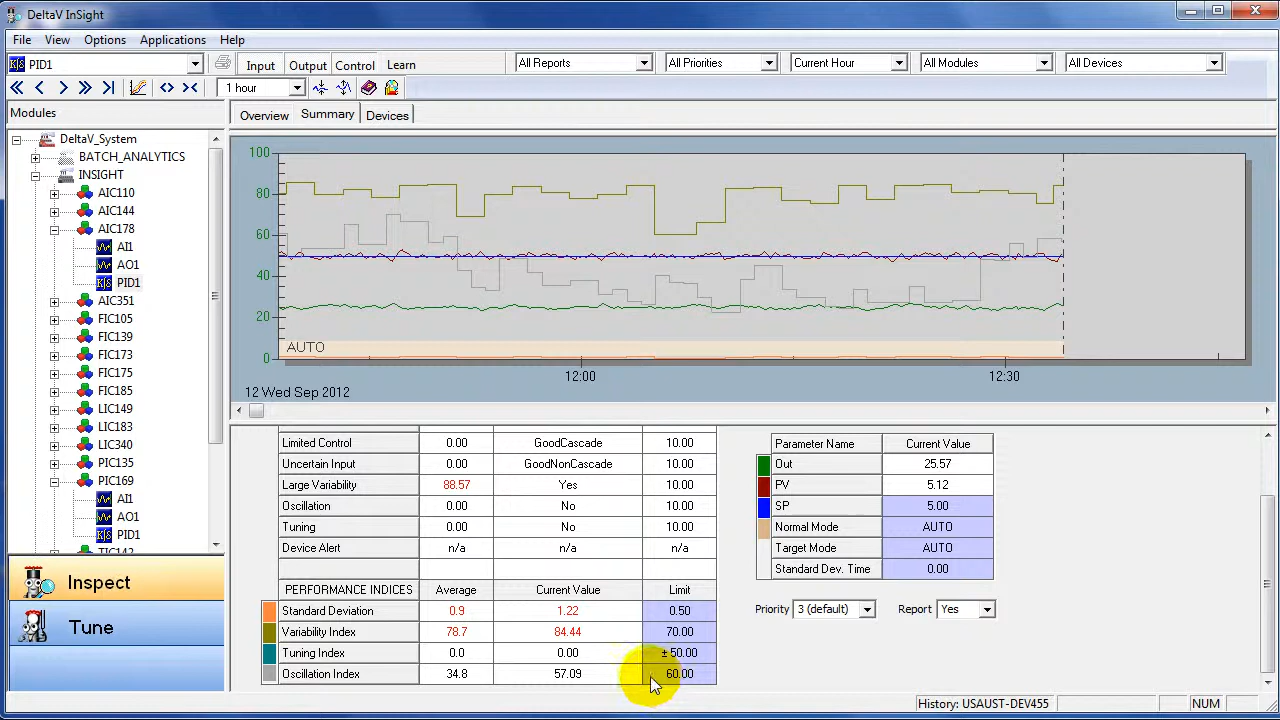 DeltaV InSight
File View Options Applications Help
PID1 Input Output Control Learn All Reports All Priorities Current Hour All Modules All Devices
1 hour
Modules
Overview Summary Devices
DeltaV_System
BATCH_ANALYTICS
INSIGHT
AIC110
AIC144
AIC178
AI1
AO1
PID1
AIC351
FIC105
FIC139
FIC173
FIC175
FIC185
LIC149
LIC183
LIC340
PIC135
PIC169
AI1
AO1
PID1
TIC142
Inspect
Tune
100
80
60
40
20
0
AUTO
12:00 12:30
12 Wed Sep 2012
Limited Control 0.00 GoodCascade 10.00
Uncertain Input 0.00 GoodNonCascade 10.00
Large Variability 88.57 Yes 10.00
Oscillation 0.00 No 10.00
Tuning 0.00 No 10.00
Device Alert n/a n/a n/a
PERFORMANCE INDICES Average Current Value Limit
Standard Deviation 0.9 1.22 0.50
Variability Index 78.7 84.44 70.00
Tuning Index 0.0 0.00 ± 50.00
Oscillation Index 34.8 57.09 60.00
Parameter Name Current Value
Out 25.57
PV 5.12
SP 5.00
Normal Mode AUTO
Target Mode AUTO
Standard Dev. Time 0.00
Priority 3 (default) Report Yes
History: USAUST-DEV455 NUM